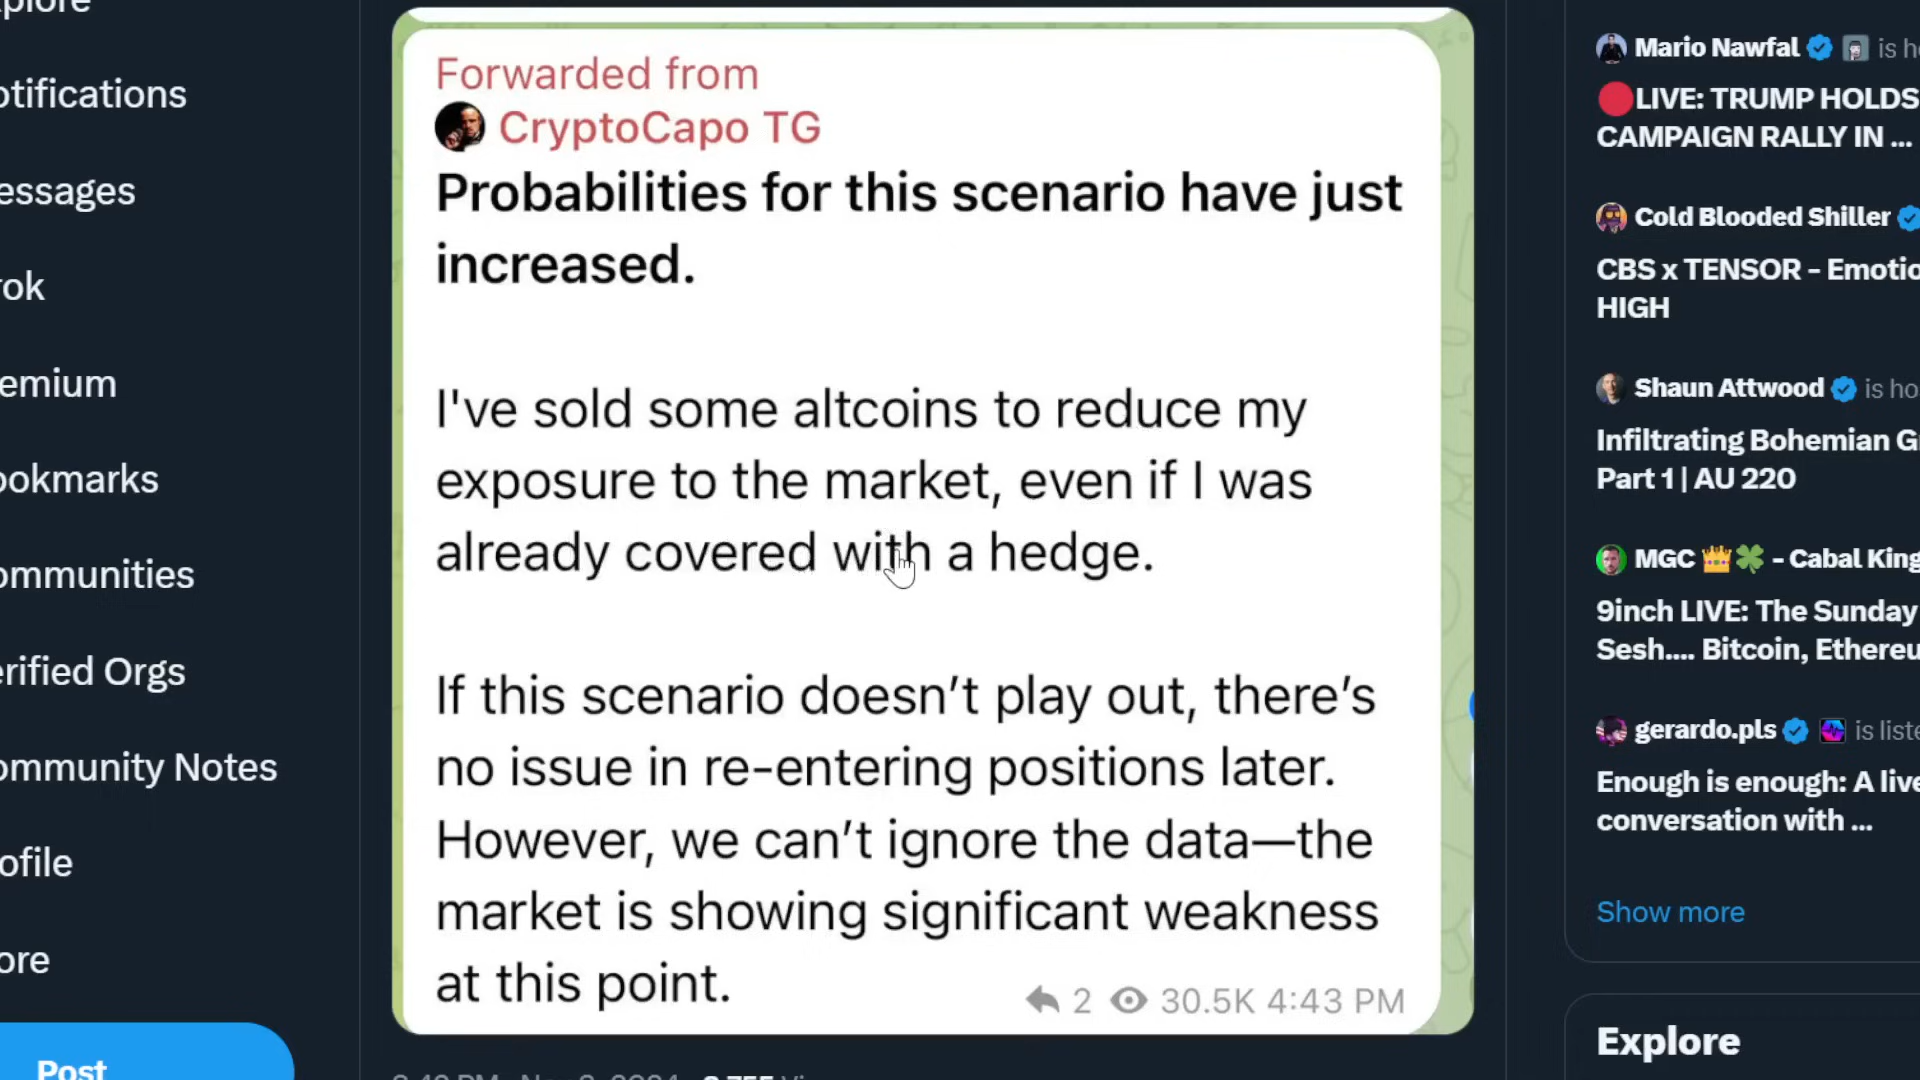 plore
otifications
essages
rok
emium
ookmarks
ommunities
erified Orgs
ommunity Notes
ofile
ore
Post
Forwarded from
CryptoCapo TG
Probabilities for this scenario have just
increased.
I've sold some altcoins to reduce my
exposure to the market, even if I was
already covered with a hedge.
If this scenario doesn’t play out, there’s
no issue in re-entering positions later.
However, we can’t ignore the data—the
market is showing significant weakness
at this point.
2 30.5K 4:43 PM
Mario Nawfal is h
LIVE: TRUMP HOLDS
CAMPAIGN RALLY IN ...
Cold Blooded Shiller
CBS x TENSOR - Emotio
HIGH
Shaun Attwood is ho
Infiltrating Bohemian G
Part 1 | AU 220
MGC 👑🍀 - Cabal King
9inch LIVE: The Sunday
Sesh.... Bitcoin, Ethereu
gerardo.pls is liste
Enough is enough: A live
conversation with ...
Show more
Explore